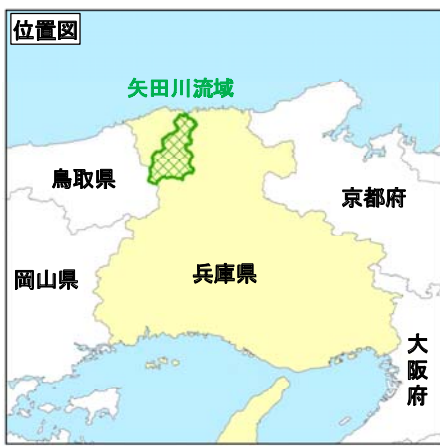 位置図
矢田川流域
鳥取県
京都府
岡山県
兵庫県
大阪府